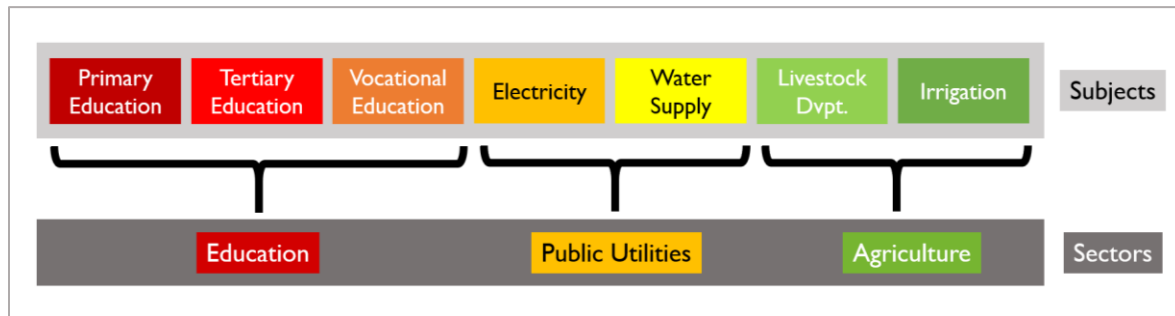 Primary
Education
Tertiary
Education
Vocational
Education
Electricity
Water
Supply
Livestock
Dvpt.
Irrigation
Subjects
Education
Public Utilities
Agriculture
Sectors